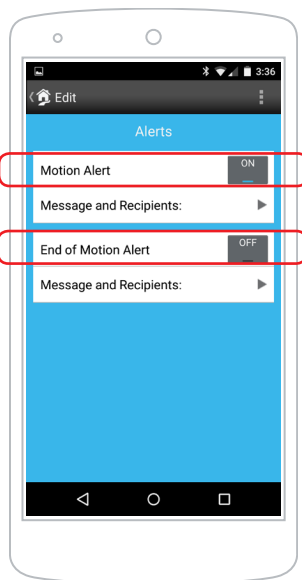 3:36
Edit
Alerts
Motion Alert ON
Message and Recipients:
End of Motion Alert OFF
Message and Recipients: